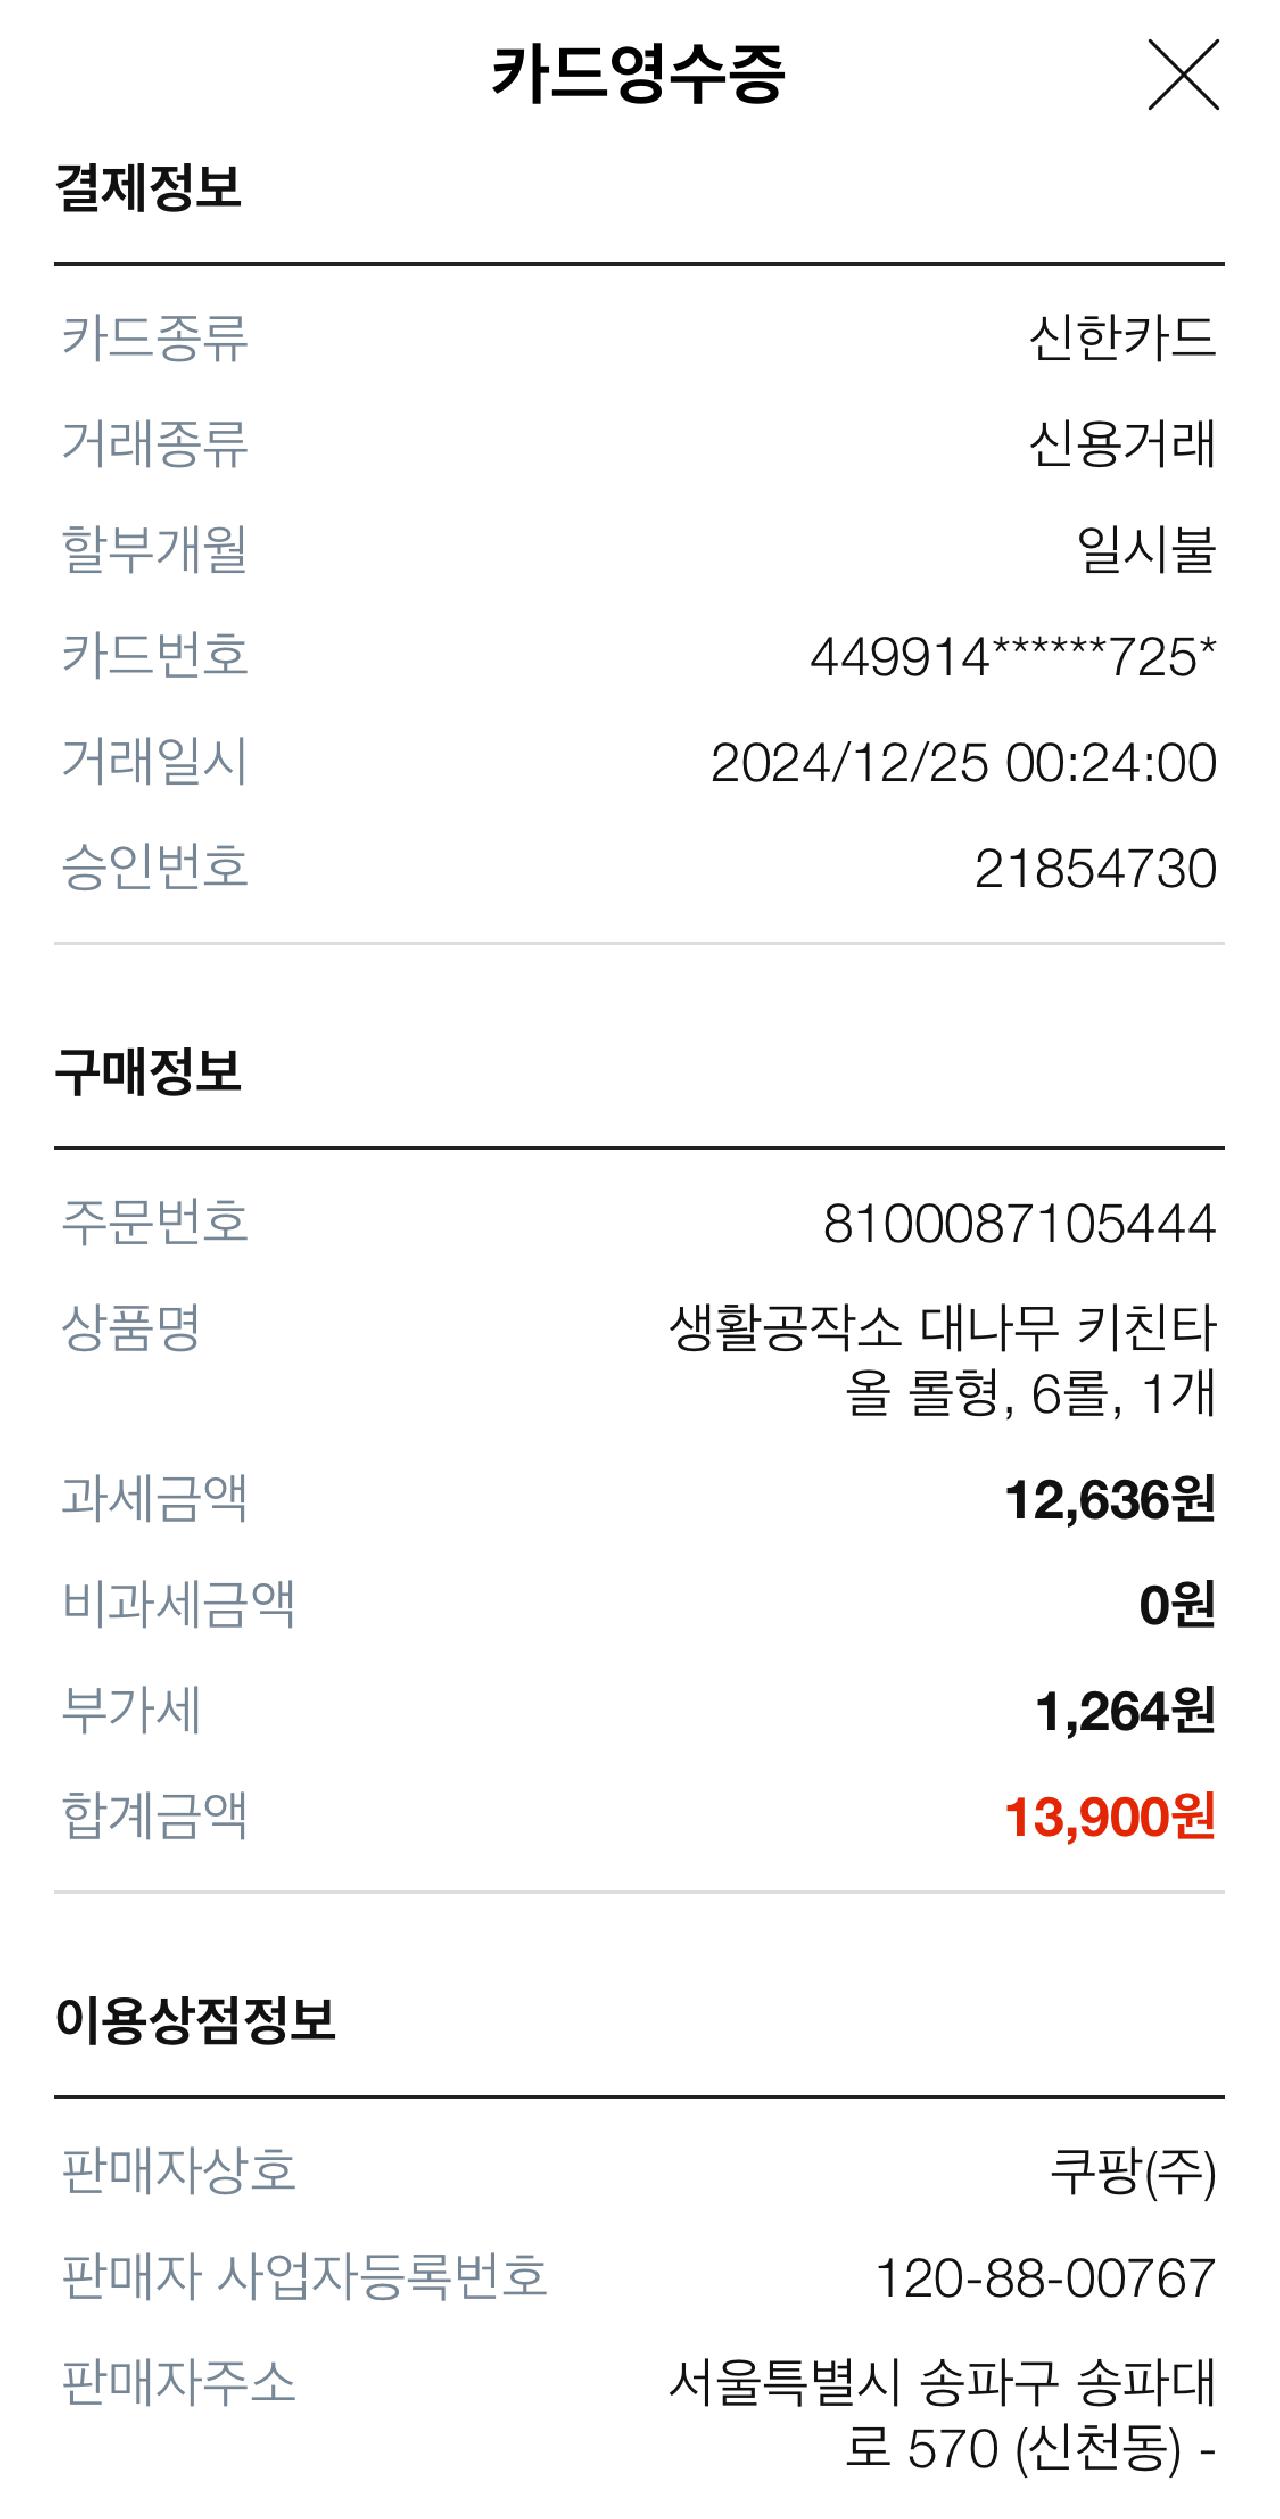 카드영수증
결제정보
카드종류 신한카드
거래종류 신용거래
할부개월 일시불
카드번호 449914******725*
거래일시 2024/12/25 00:24:00
승인번호 21854730
구매정보
주문번호 8100087105444
상품명 생활공작소 대나무 키친타
올 롤형, 6롤, 1개
과세금액 12,636원
비과세금액 0원
부가세 1,264원
합계금액 13,900원
이용상점정보
판매자상호 쿠팡(주)
판매자 사업자등록번호 120-88-00767
판매자주소 서울특별시 송파구 송파대
로 570 (신천동) -